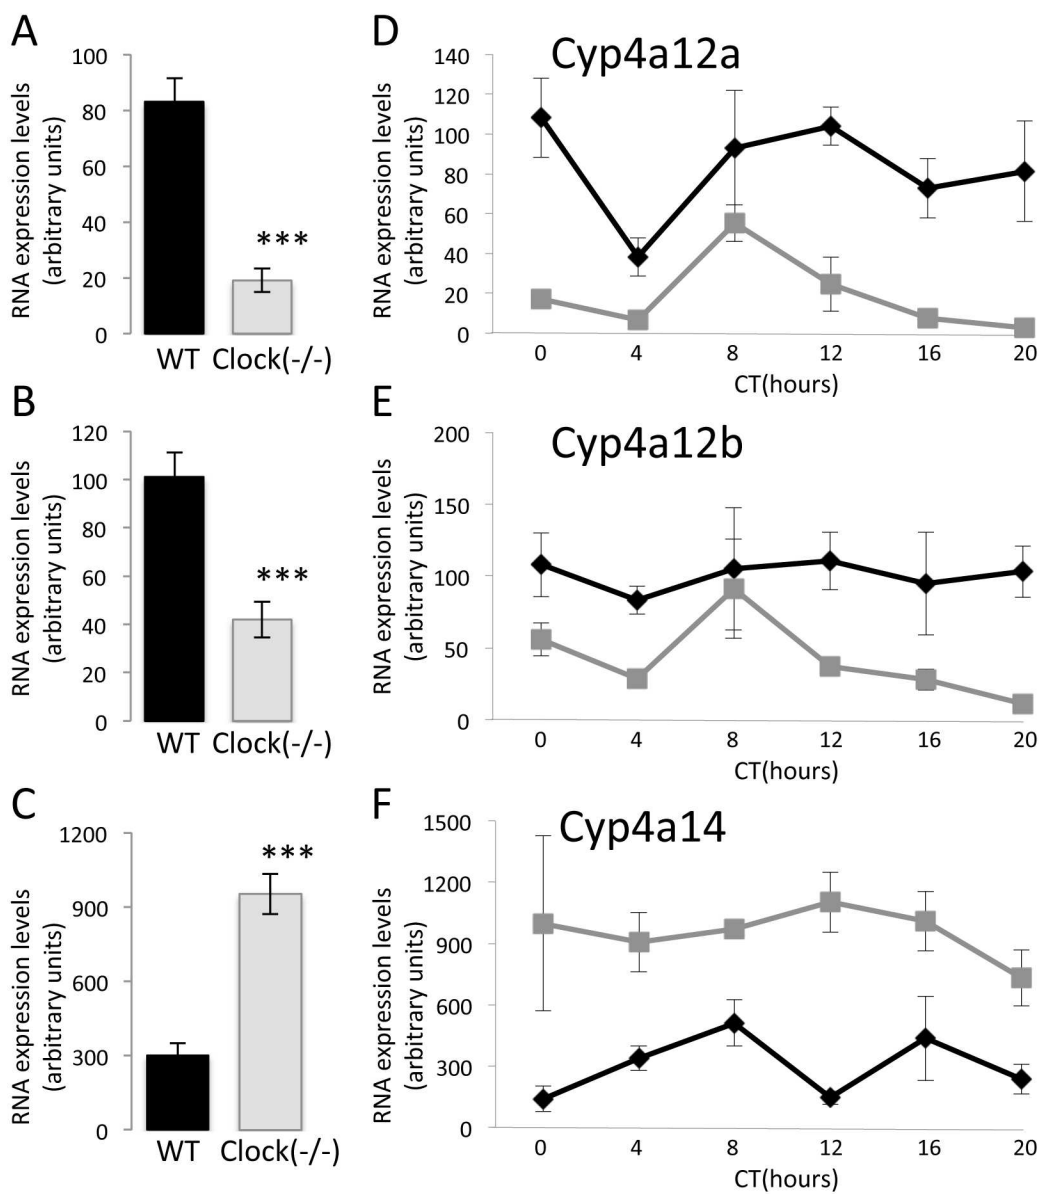 A
RNA expression levels
(arbitrary units)
100
80
60
40
20
0
***
WT Clock(-/-)
D
Cyp4a12a
RNA expression levels
(arbitrary units)
140
120
100
80
60
40
20
0
0 4 8 12 16 20
CT(hours)
B
RNA expression levels
(arbitrary units)
120
100
80
60
40
20
0
***
WT Clock(-/-)
E
Cyp4a12b
RNA expression levels
(arbitrary units)
200
150
100
50
0
0 4 8 12 16 20
CT(hours)
C
RNA expression levels
(arbitrary units)
1200
900
600
300
0
***
WT Clock(-/-)
F
Cyp4a14
RNA expression levels
(arbitrary units)
1500
1200
900
600
300
0
0 4 8 12 16 20
CT(hours)